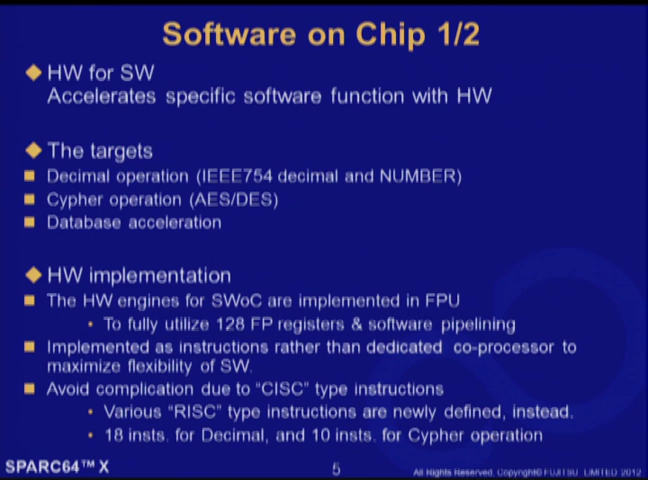 Software on Chip 1/2
HW for SW
Accelerates specific software function with HW
The targets
Decimal operation (IEEE754 decimal and NUMBER)
Cypher operation (AES/DES)
Database acceleration
HW implementation
The HW engines for SWoC are implemented in FPU
• To fully utilize 128 FP registers & software pipelining
Implemented as instructions rather than dedicated co-processor to
maximize flexibility of SW.
Avoid complication due to “CISC” type instructions
• Various “RISC” type instructions are newly defined, instead.
• 18 insts. for Decimal, and 10 insts. for Cypher operation
SPARC64™ X
5
All Rights Reserved. Copyright© FUJITSU LIMITED 2012